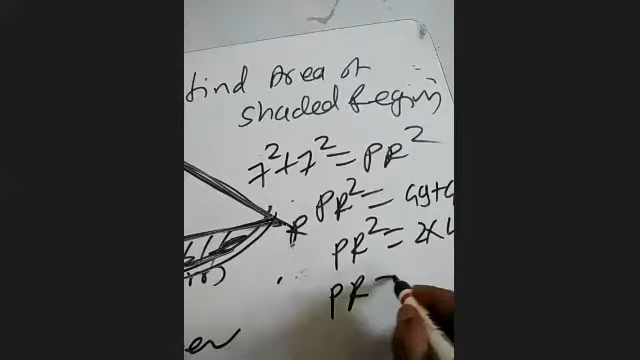 find Area of
shaded Region
7²+7²=PR²
R
PR²= 49+4
PR²= 2×4
∴ PR